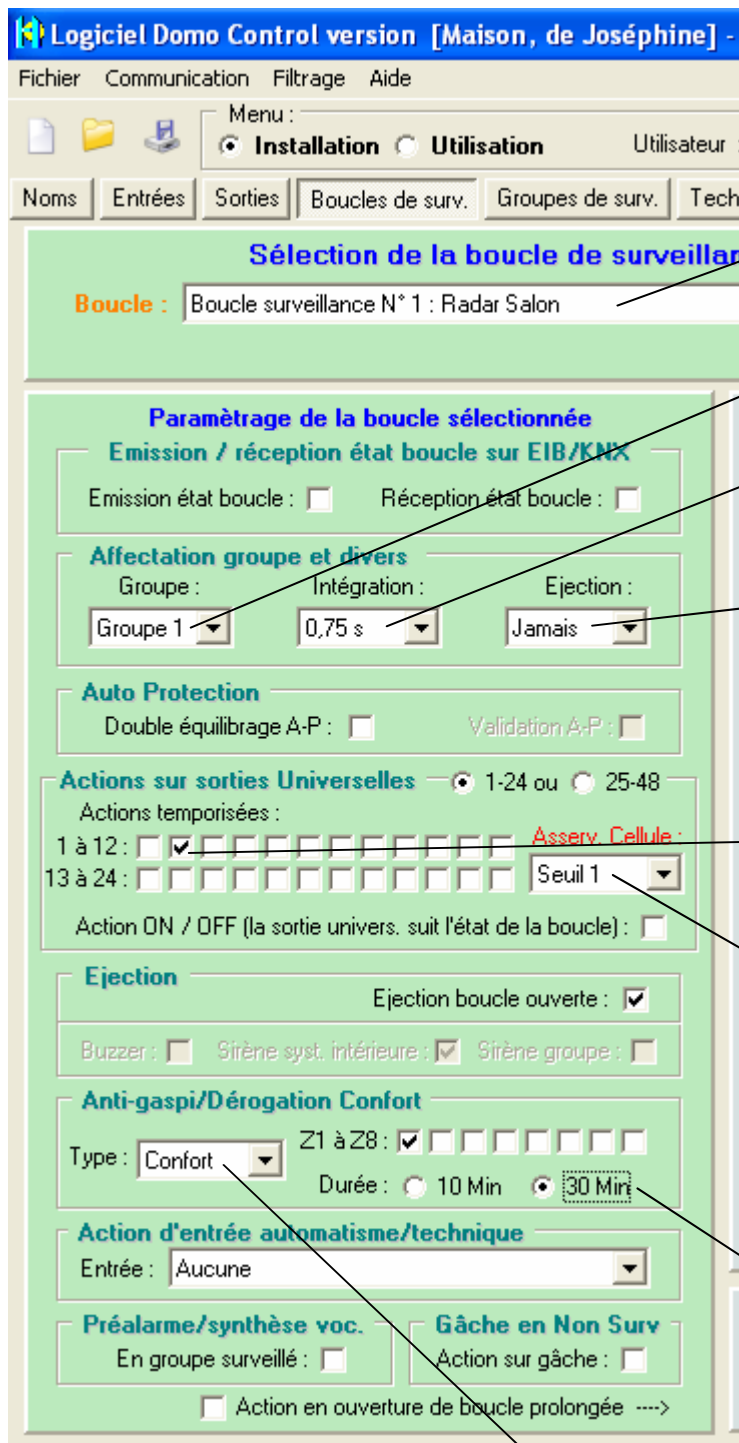 Logiciel Domo Control version [Maison, de Joséphine] -
Fichier Communication Filtrage Aide
Menu :
Installation Utilisation Utilisateur :
Noms Entrées Sorties Boucles de surv. Groupes de surv. Tech
Sélection de la boucle de surveillan
Boucle : Boucle surveillance N° 1 : Radar Salon
Paramètrage de la boucle sélectionnée
Emission / réception état boucle sur EIB/KNX
Emission état boucle : Réception état boucle :
Affectation groupe et divers
Groupe : Intégration : Ejection :
Groupe 1 0,75 s Jamais
Auto Protection
Double équilibrage A-P : Validation A-P :
Actions sur sorties Universelles 1-24 ou 25-48
Actions temporisées :
1 à 12 : Asserv. Cellule :
13 à 24 : Seuil 1
Action ON / OFF (la sortie univers. suit l'état de la boucle) :
Ejection
Ejection boucle ouverte :
Buzzer : Sirène syst. intérieure : Sirène groupe :
Anti-gaspi/Dérogation Confort
Type : Confort Z1 à Z8 :
Durée : 10 Min 30 Min
Action d'entrée automatisme/technique
Entrée : Aucune
Préalarme/synthèse voc. Gâche en Non Surv
En groupe surveillé : Action sur gâche :
Action en ouverture de boucle prolongée ---->